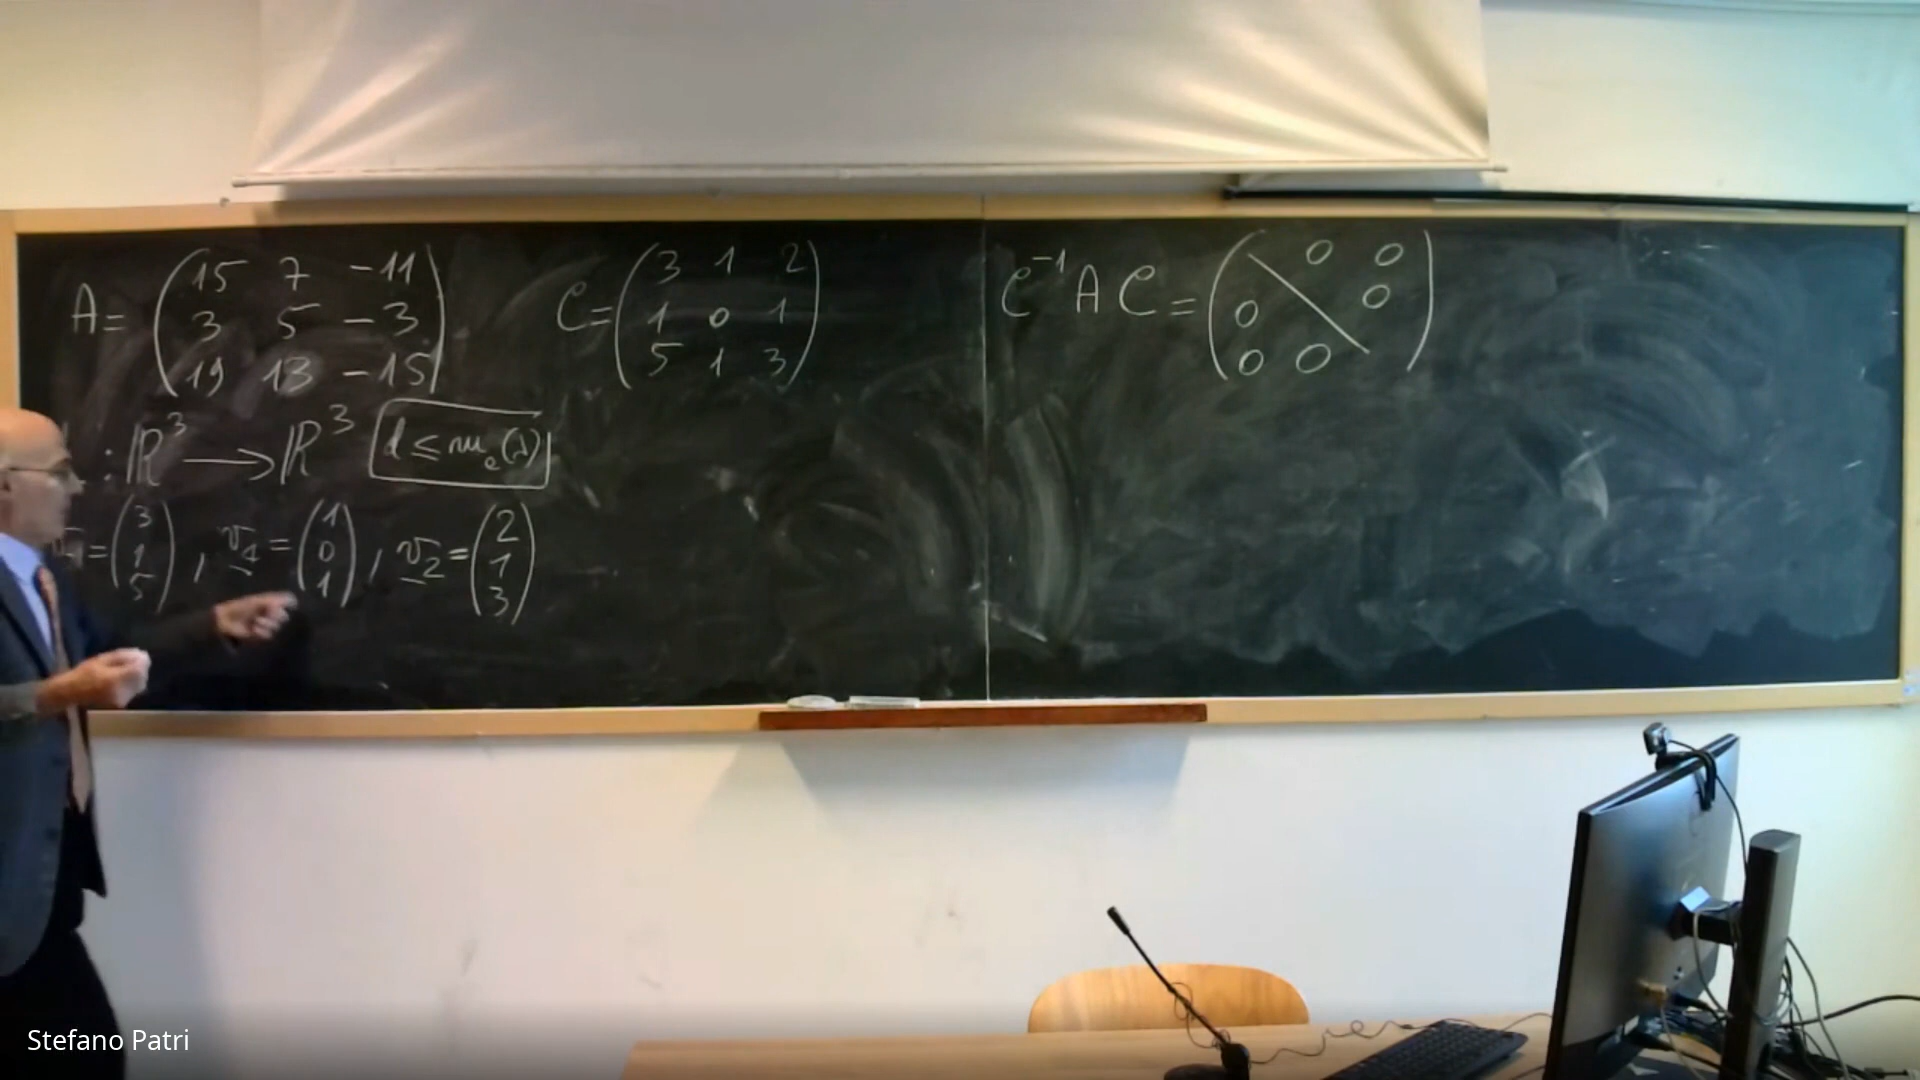 A = ( 15 7 -11
3 5 -3
19 13 -15 )
: ℝ³ → ℝ³ d ≤ m_e(λ)
= ( 3 1 5 ) , v_1 = ( 1 0 1 ) , v_2 = ( 2 1 3 )
C = ( 3 1 2
1 0 1
5 1 3 )
C⁻¹ A C = ( \ 0 0
0 \ 0
0 0 \ )
Stefano Patri